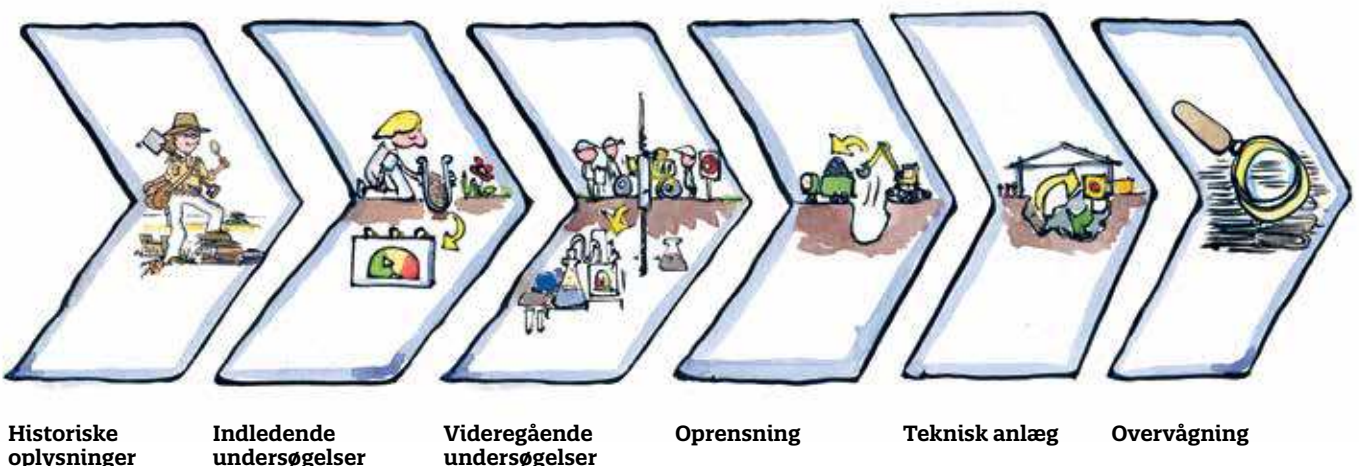 Historiske
oplysninger
Indledende
undersøgelser
Videregående
undersøgelser
Oprensning
Teknisk anlæg
Overvågning